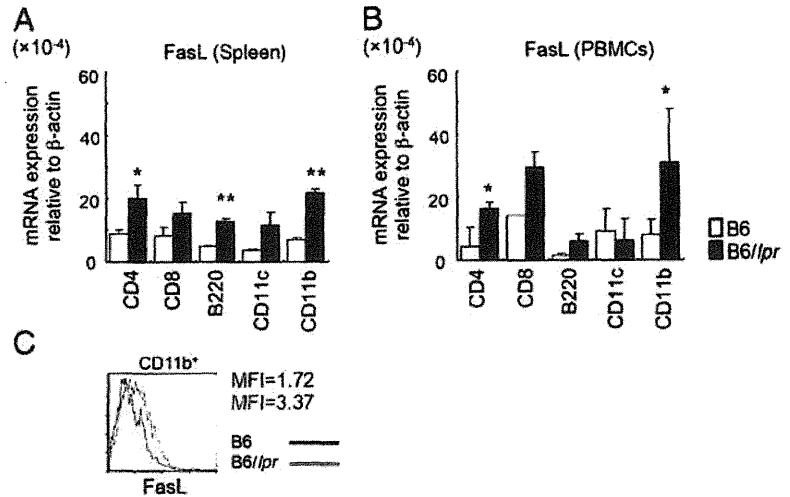 A
(×10⁻⁴)
FasL (Spleen)
mRNA expression
relative to β-actin
60
40
20
0
*
**
**
CD4
CD8
B220
CD11c
CD11b
B
(×10⁻⁴)
FasL (PBMCs)
mRNA expression
relative to β-actin
60
40
20
0
*
*
CD4
CD8
B220
CD11c
CD11b
B6
B6/lpr
C
CD11b⁺
MFI=1.72
MFI=3.37
B6
B6/lpr
FasL